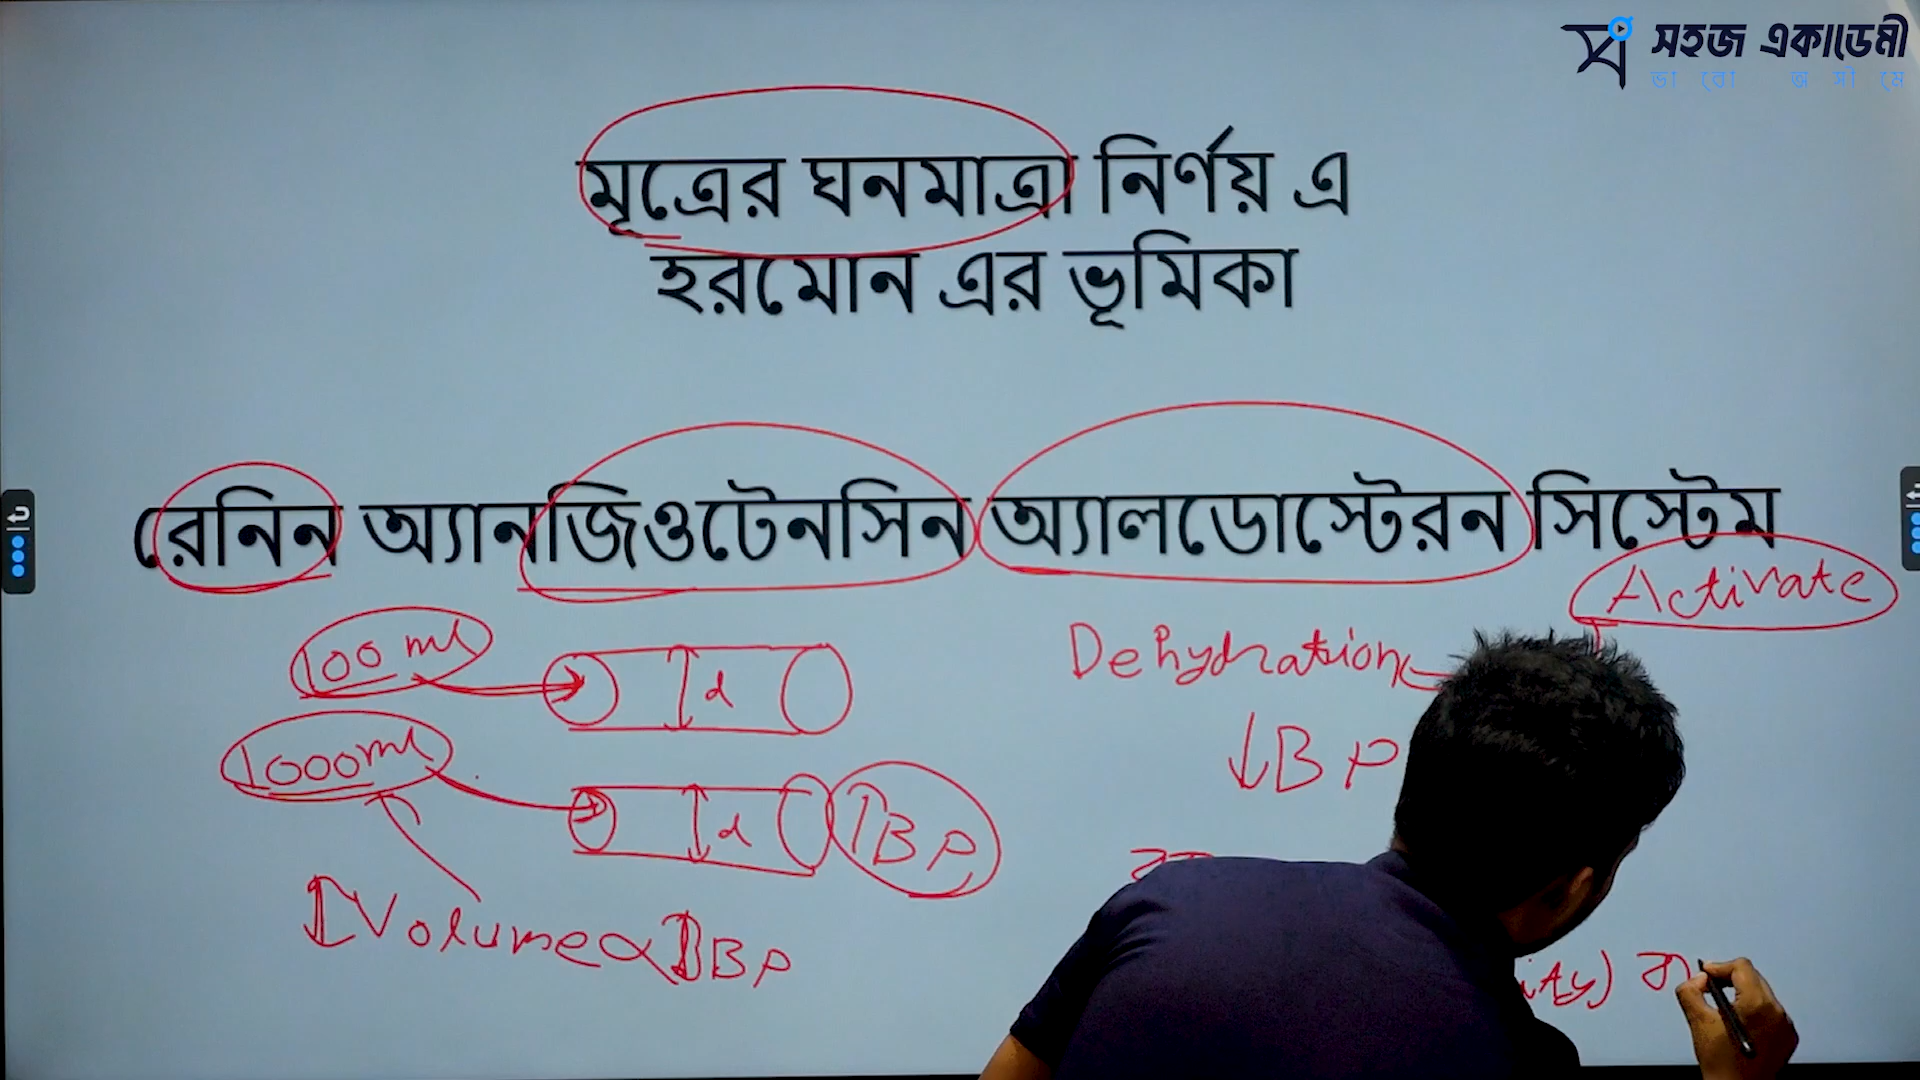 সহজ একাডেমী
মূত্রের ঘনমাত্রা নির্ণয় এ
হরমোন এর ভূমিকা
রেনিন অ্যানজিওটেনসিন অ্যালডোস্টেরন সিস্টেম
Activate
100 ml
d
Dehydration
1000ml
d
↑BP
↓BP
↑Volume ∝ ↑BP